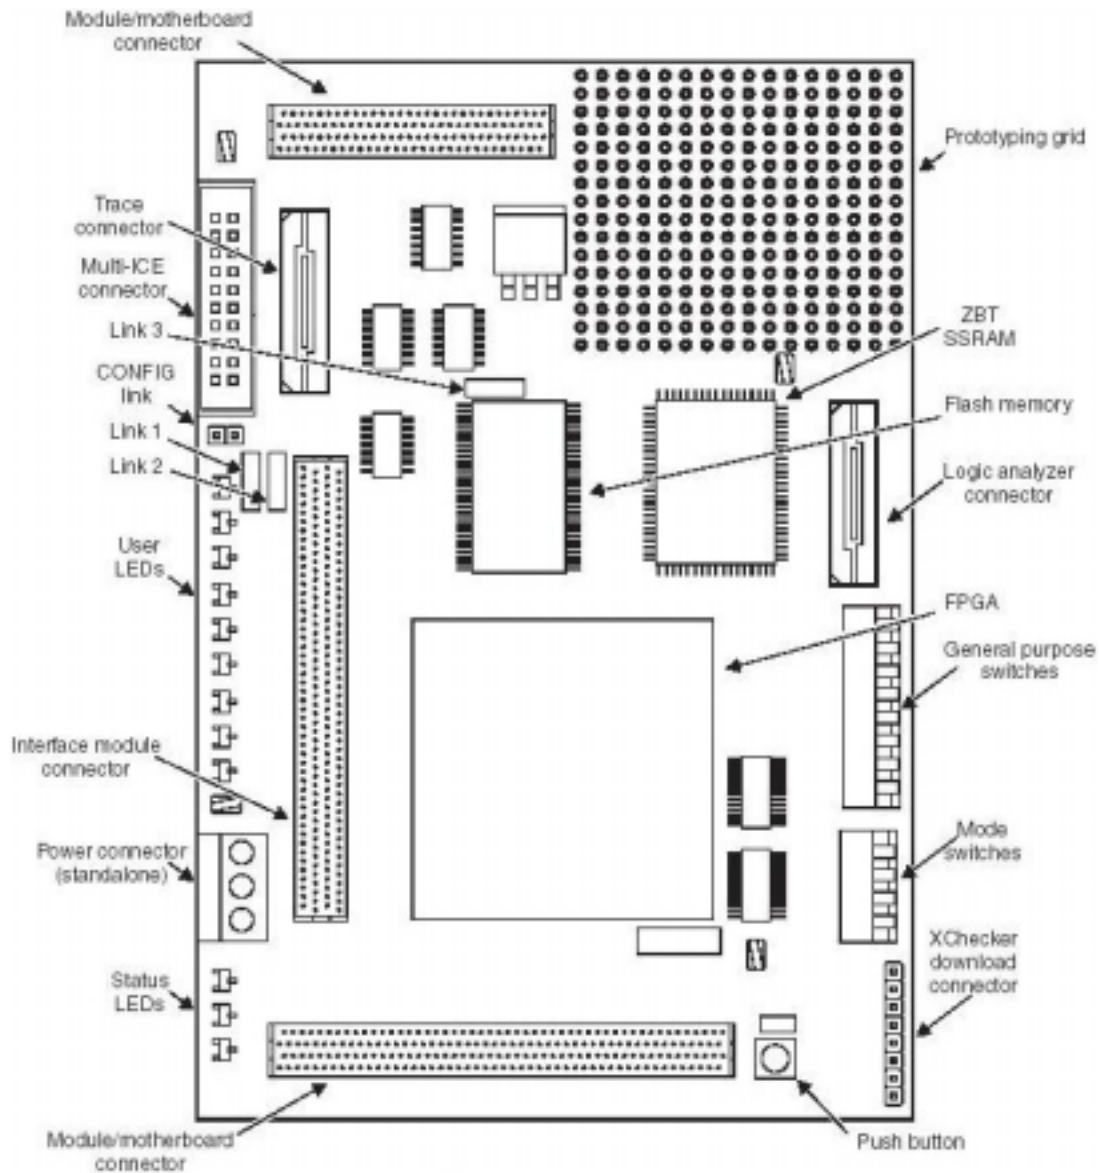 Module/motherboard
connector
Prototyping grid
Trace
connector
Multi-ICE
connector
Link 3
CONFIG
link
Link 1
Link 2
User
LEDs
Interface module
connector
Power connector
(standalone)
Status
LEDs
Module/motherboard
connector
ZBT
SSRAM
Flash memory
Logic analyzer
connector
FPGA
General purpose
switches
Mode
switches
XChecker
download
connector
Push button